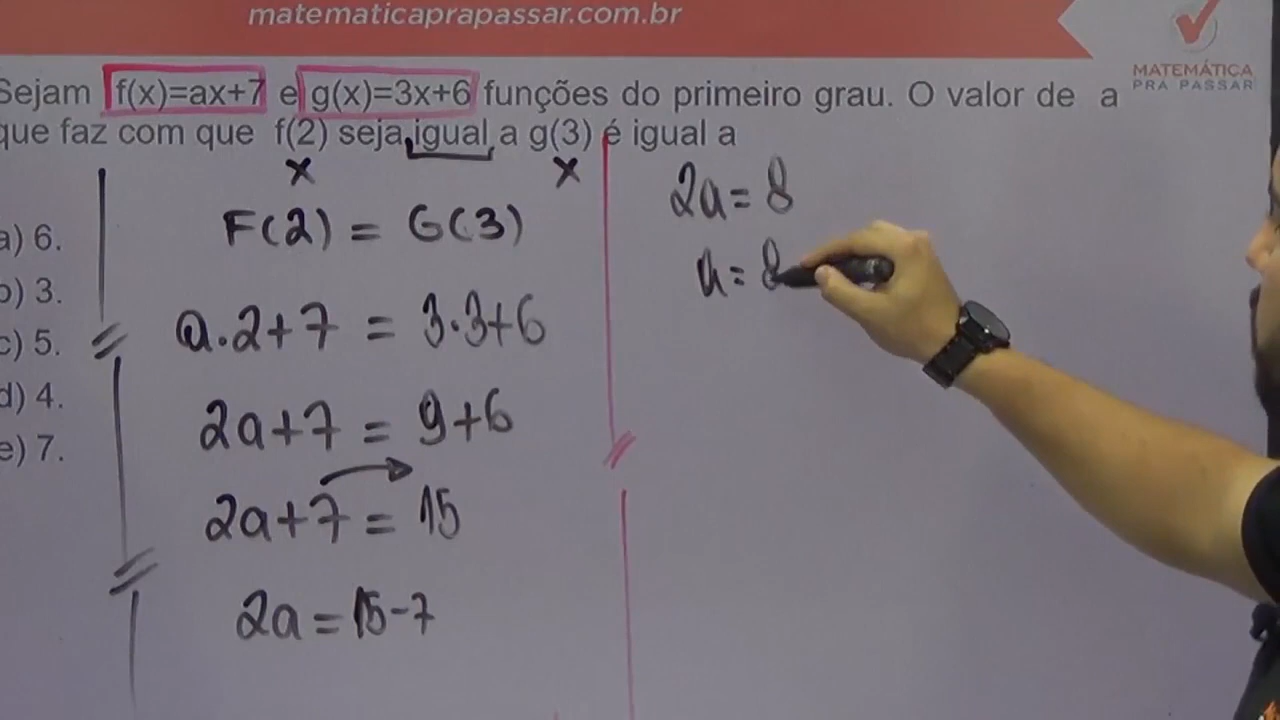 matematicaprapassar.com.br
MATEMÁTICA
PRA PASSAR
Sejam f(x)=ax+7 e g(x)=3x+6 funções do primeiro grau. O valor de a
que faz com que f(2) seja igual a g(3) é igual a
x x
a) 6.
b) 3.
c) 5.
d) 4.
e) 7.
F(2) = G(3)
a.2+7 = 3.3+6
2a+7 = 9+6
2a+7 = 15
2a = 15-7
2a = 8
a = 8